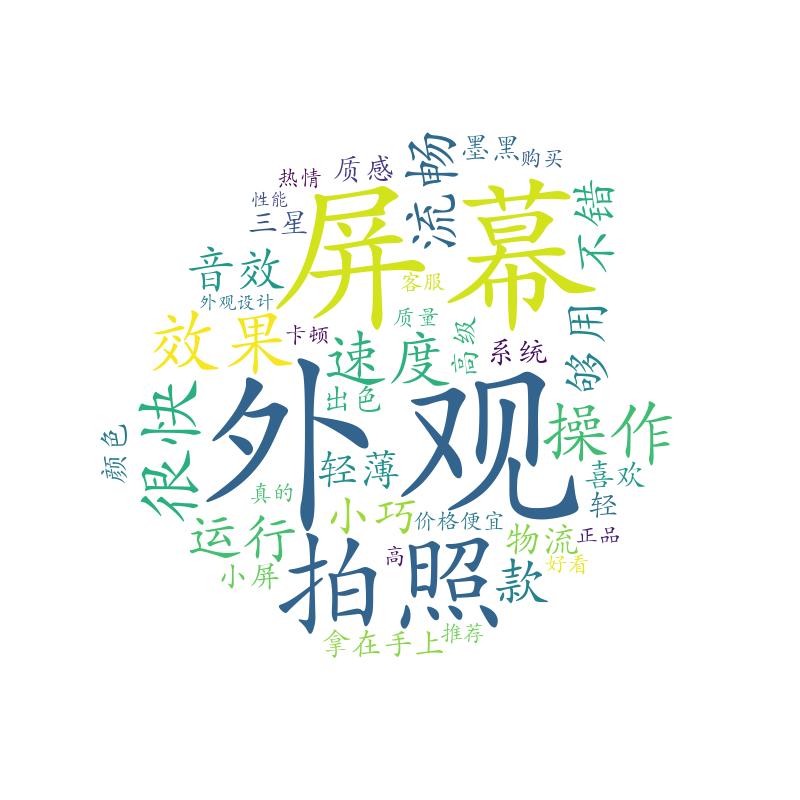 墨黑
购买
流畅
质感
热情
性能
三星
屏幕
不错
音效
客服
外观设计
质量
够用
效果
卡顿
速度
高级
系统
出色
外观
很快
颜色
操作
轻薄
喜欢
轻
真的
小巧
价格便宜
运行
物流
正品
高
好看
小屏
拍照
款
拿在手上
推荐